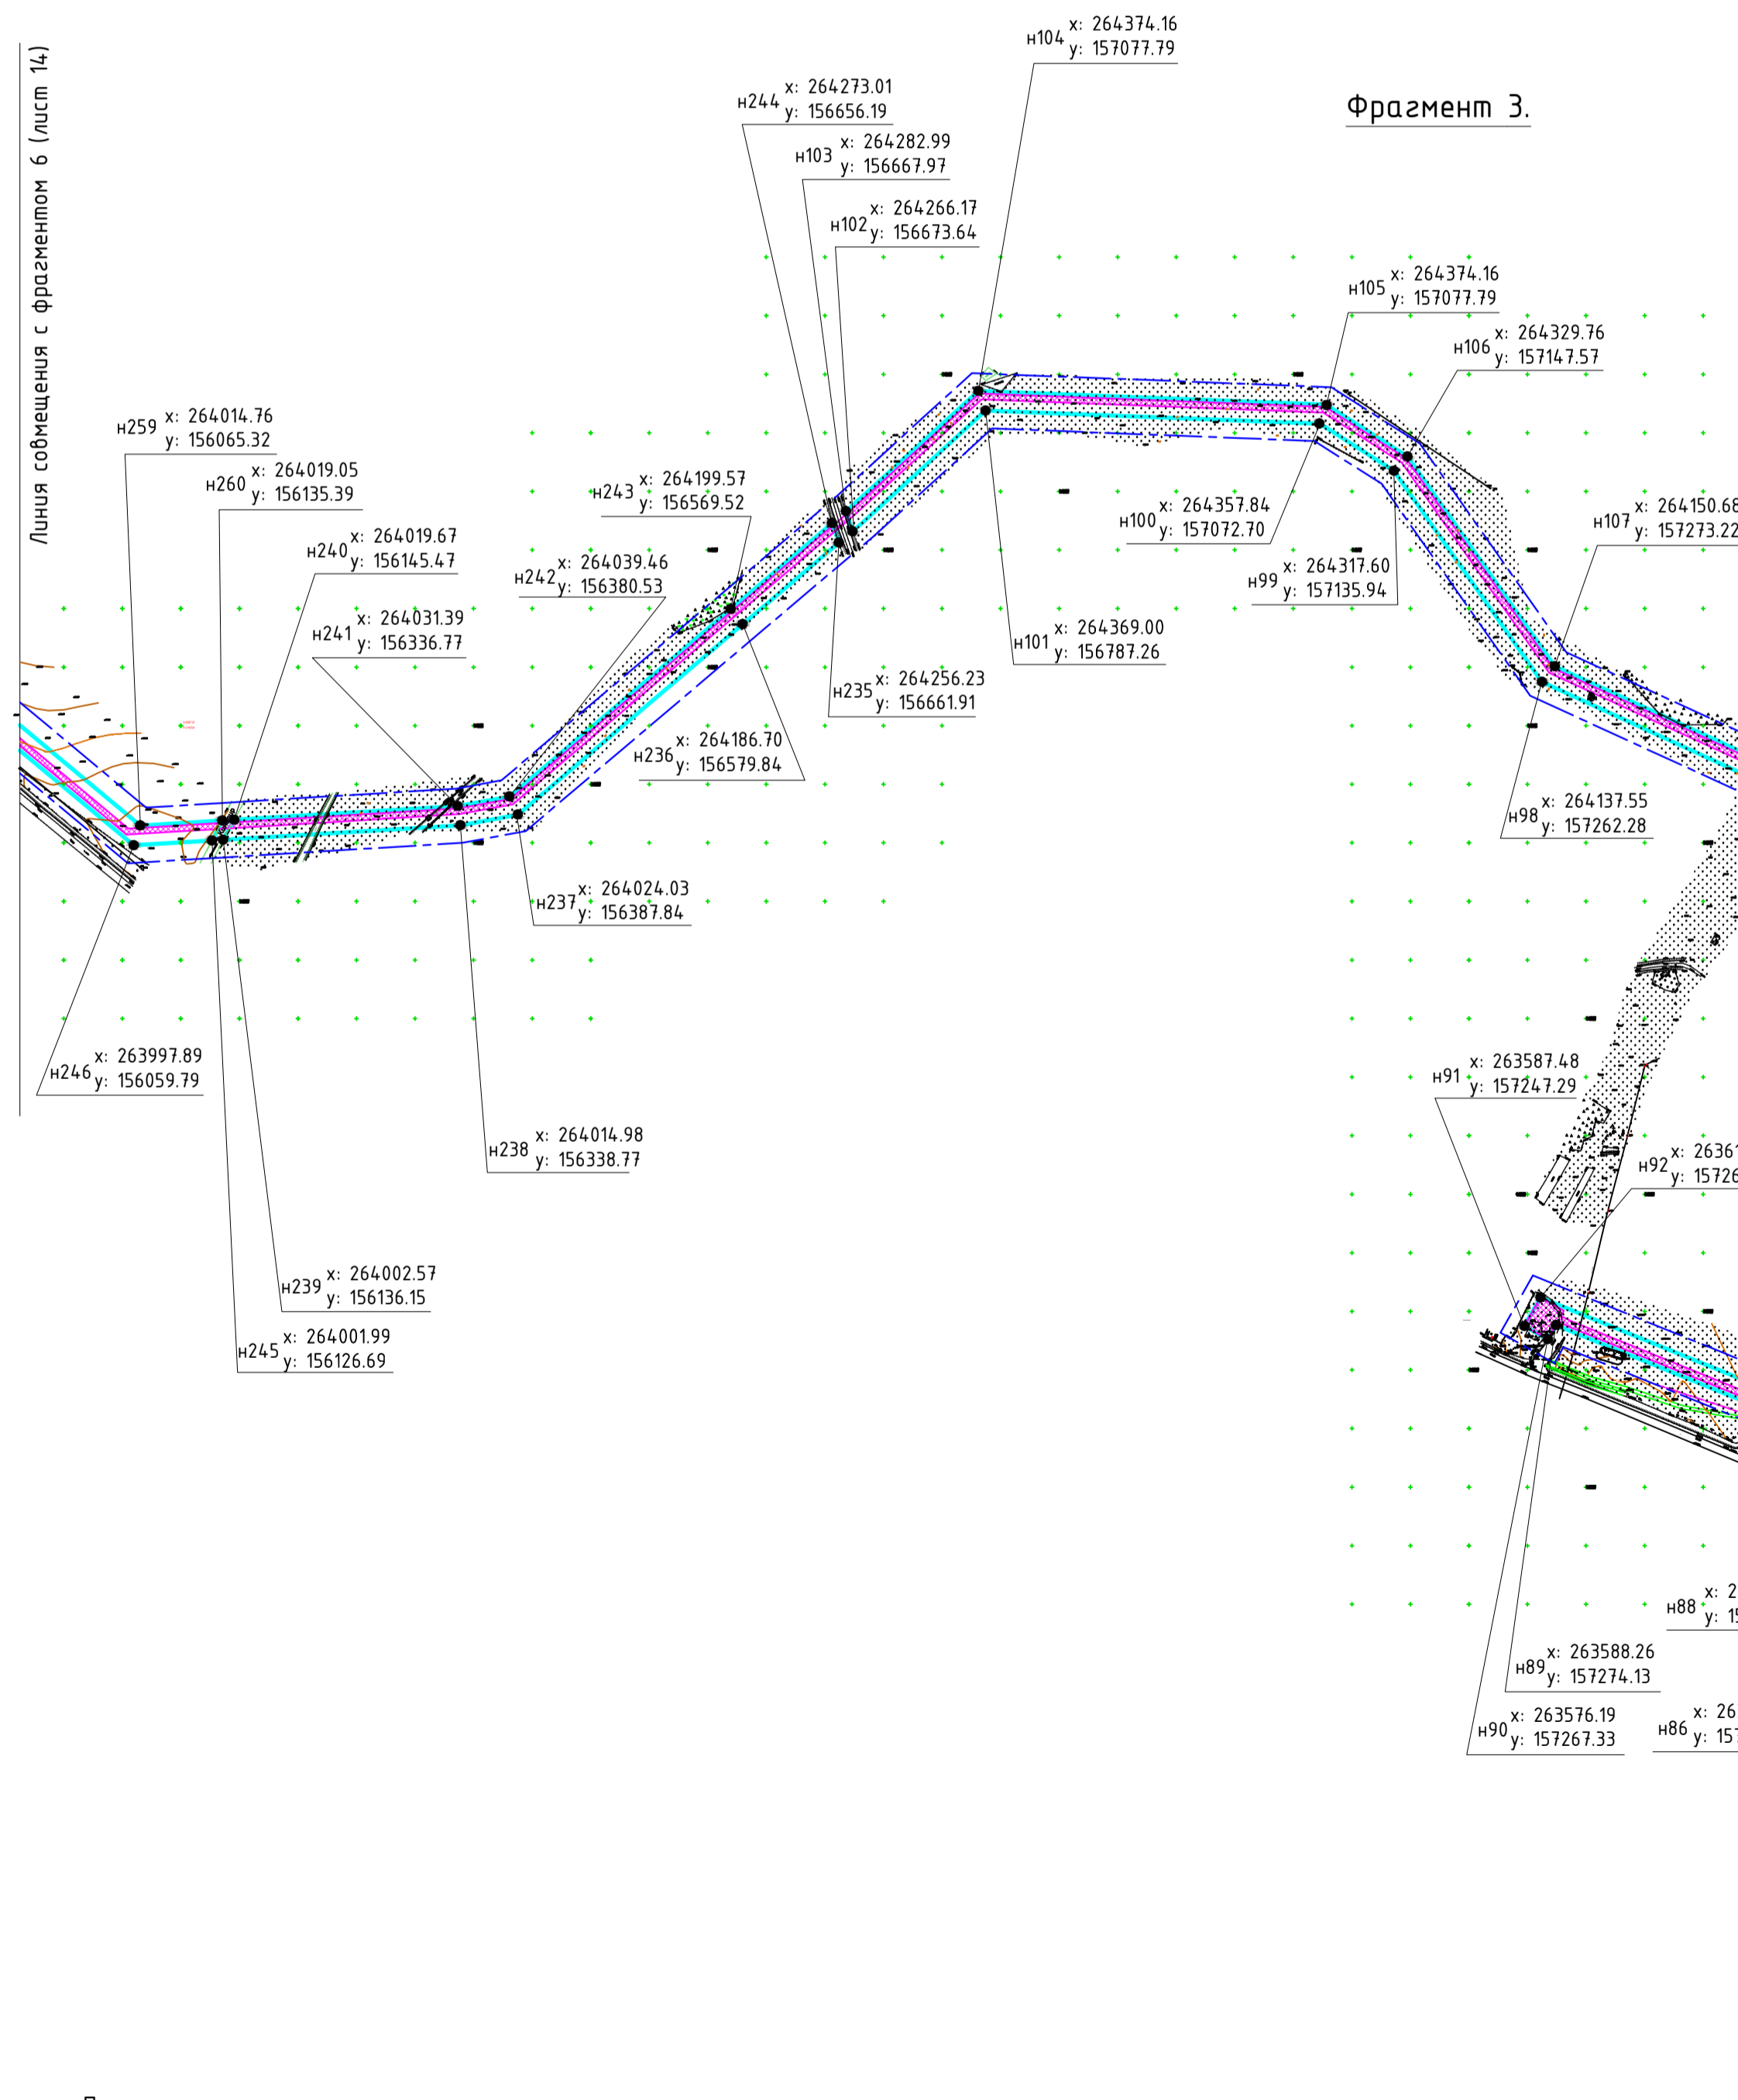 Линия совмещения с фрагментом 6 (лист 14)
Фрагмент 3.
н104
x: 264374.16
y: 157077.79
н244
x: 264273.01
y: 156656.19
н103
x: 264282.99
y: 156667.97
н102
x: 264266.17
y: 156673.64
н105
x: 264374.16
y: 157077.79
н106
x: 264329.76
y: 157147.57
н259
x: 264014.76
y: 156065.32
н260
x: 264019.05
y: 156135.39
н243
x: 264199.57
y: 156569.52
н240
x: 264019.67
y: 156145.47
н242
x: 264039.46
y: 156380.53
н100
x: 264357.84
y: 157072.70
н107
x: 264150.68
y: 157273.22
н99
x: 264317.60
y: 157135.94
н241
x: 264031.39
y: 156336.77
н101
x: 264369.00
y: 156787.26
н235
x: 264256.23
y: 156661.91
н236
x: 264186.70
y: 156579.84
н98
x: 264137.55
y: 157262.28
н237
x: 264024.03
y: 156387.84
н246
x: 263997.89
y: 156059.79
н91
x: 263587.48
y: 157247.29
н238
x: 264014.98
y: 156338.77
н92
x: 26361
y: 15726
н239
x: 264002.57
y: 156136.15
н245
x: 264001.99
y: 156126.69
н88
x: 2
y: 15
н89
x: 263588.26
y: 157274.13
н90
x: 263576.19
y: 157267.33
н86
x: 26
y: 157